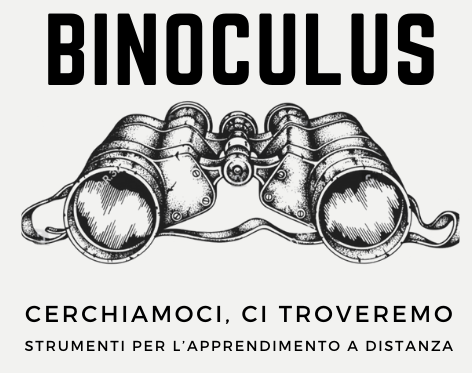 BINOCULUS
CERCHIAMOCI, CI TROVEREMO
STRUMENTI PER L'APPRENDIMENTO A DISTANZA